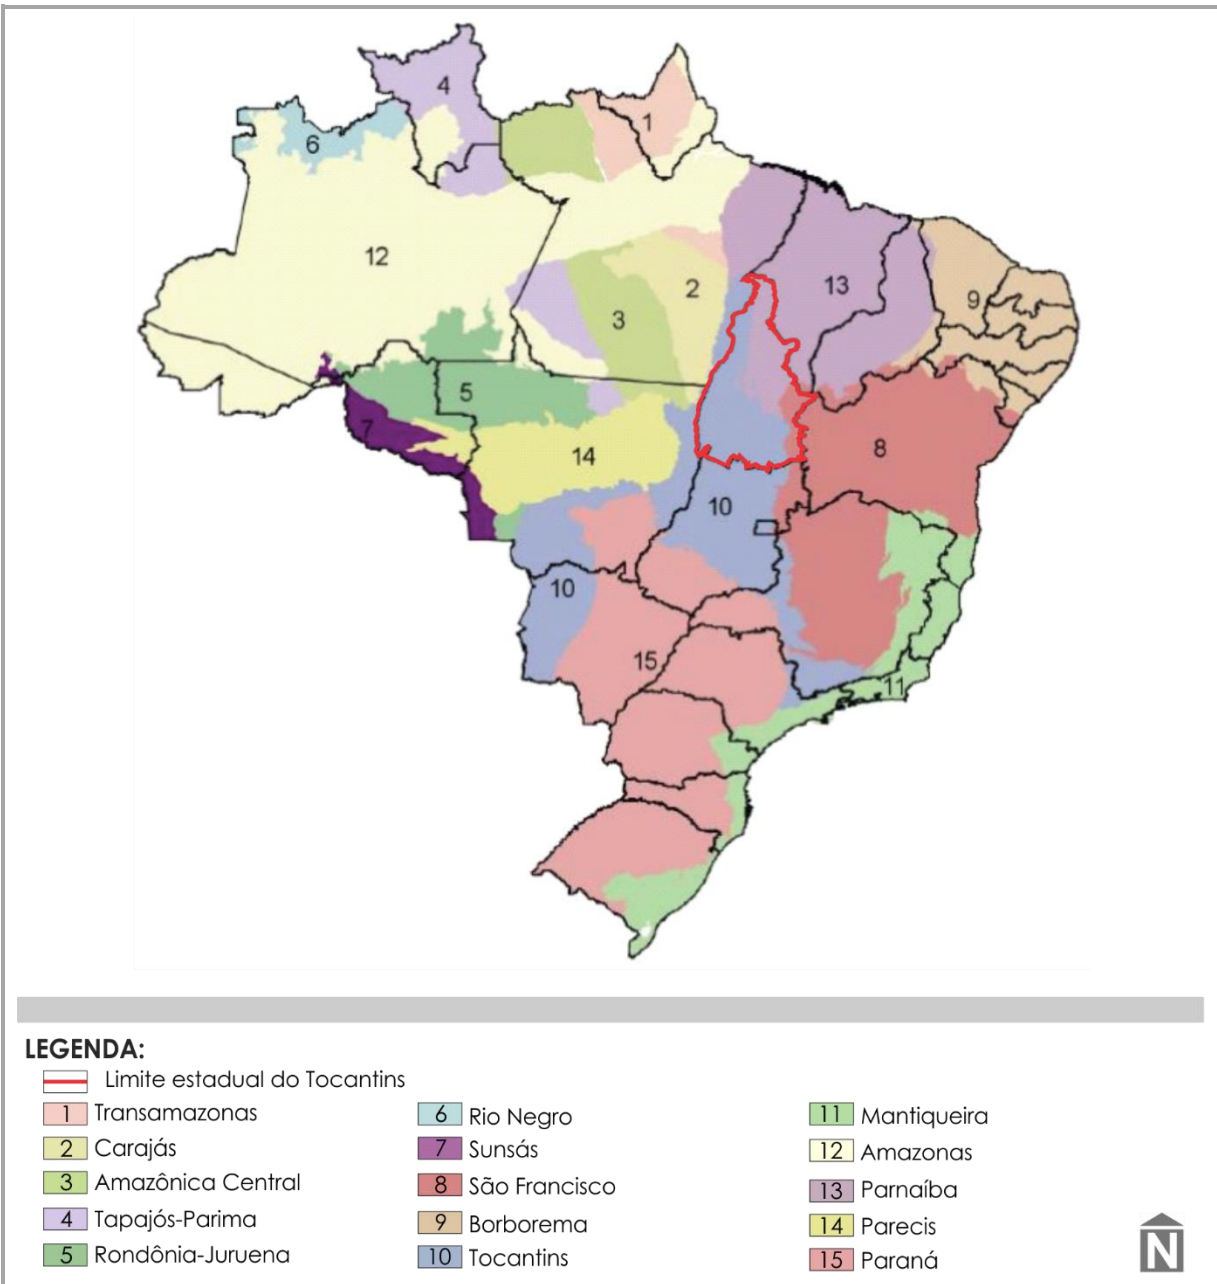 4
1
6
12
2
13
9
3
5
7
14
8
10
10
15
11
LEGENDA:
Limite estadual do Tocantins
1 Transamazonas
2 Carajás
3 Amazônica Central
4 Tapajós-Parima
5 Rondônia-Juruena
6 Rio Negro
7 Sunsás
8 São Francisco
9 Borborema
10 Tocantins
11 Mantiqueira
12 Amazonas
13 Parnaíba
14 Parecis
15 Paraná
N